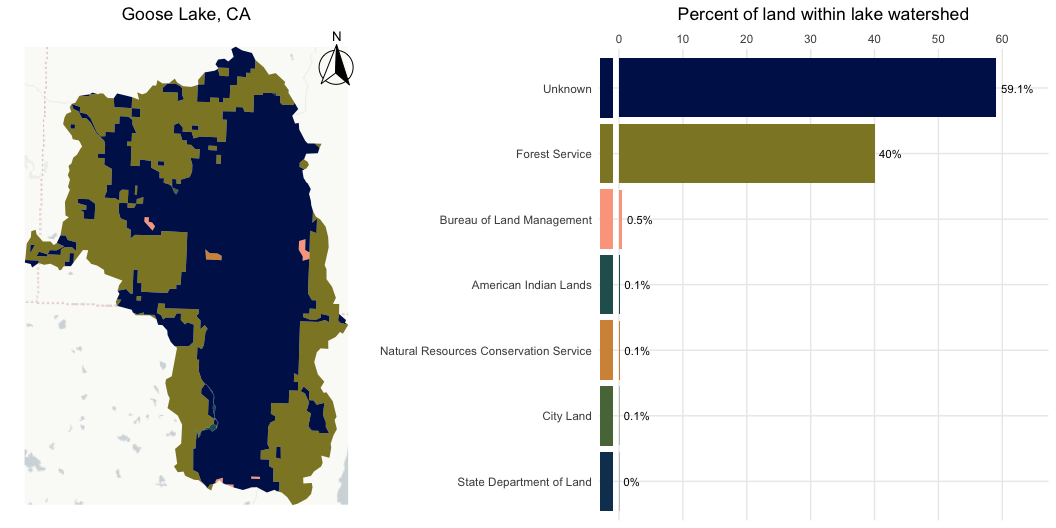 Goose Lake, CA
N
Percent of land within lake watershed
0 10 20 30 40 50 60
Unknown 59.1%
Forest Service 40%
Bureau of Land Management 0.5%
American Indian Lands 0.1%
Natural Resources Conservation Service 0.1%
City Land 0.1%
State Department of Land 0%